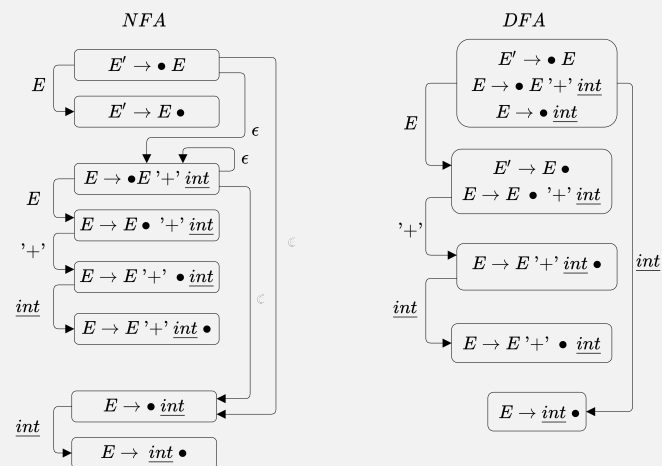 NFA
E′ → ● E
E
E′ → E ●
ϵ
ϵ
E → ●E '+' int
E
E → E ● '+' int
'+'
E → E '+' ● int
int
E → E '+' int ●
E → ● int
int
E → int ●
DFA
E′ → ● E
E → ● E '+' int
E → ● int
E
E′ → E ●
E → E ● '+' int
'+'
E → E '+' int ●
int
int
E → E '+' ● int
E → int ●